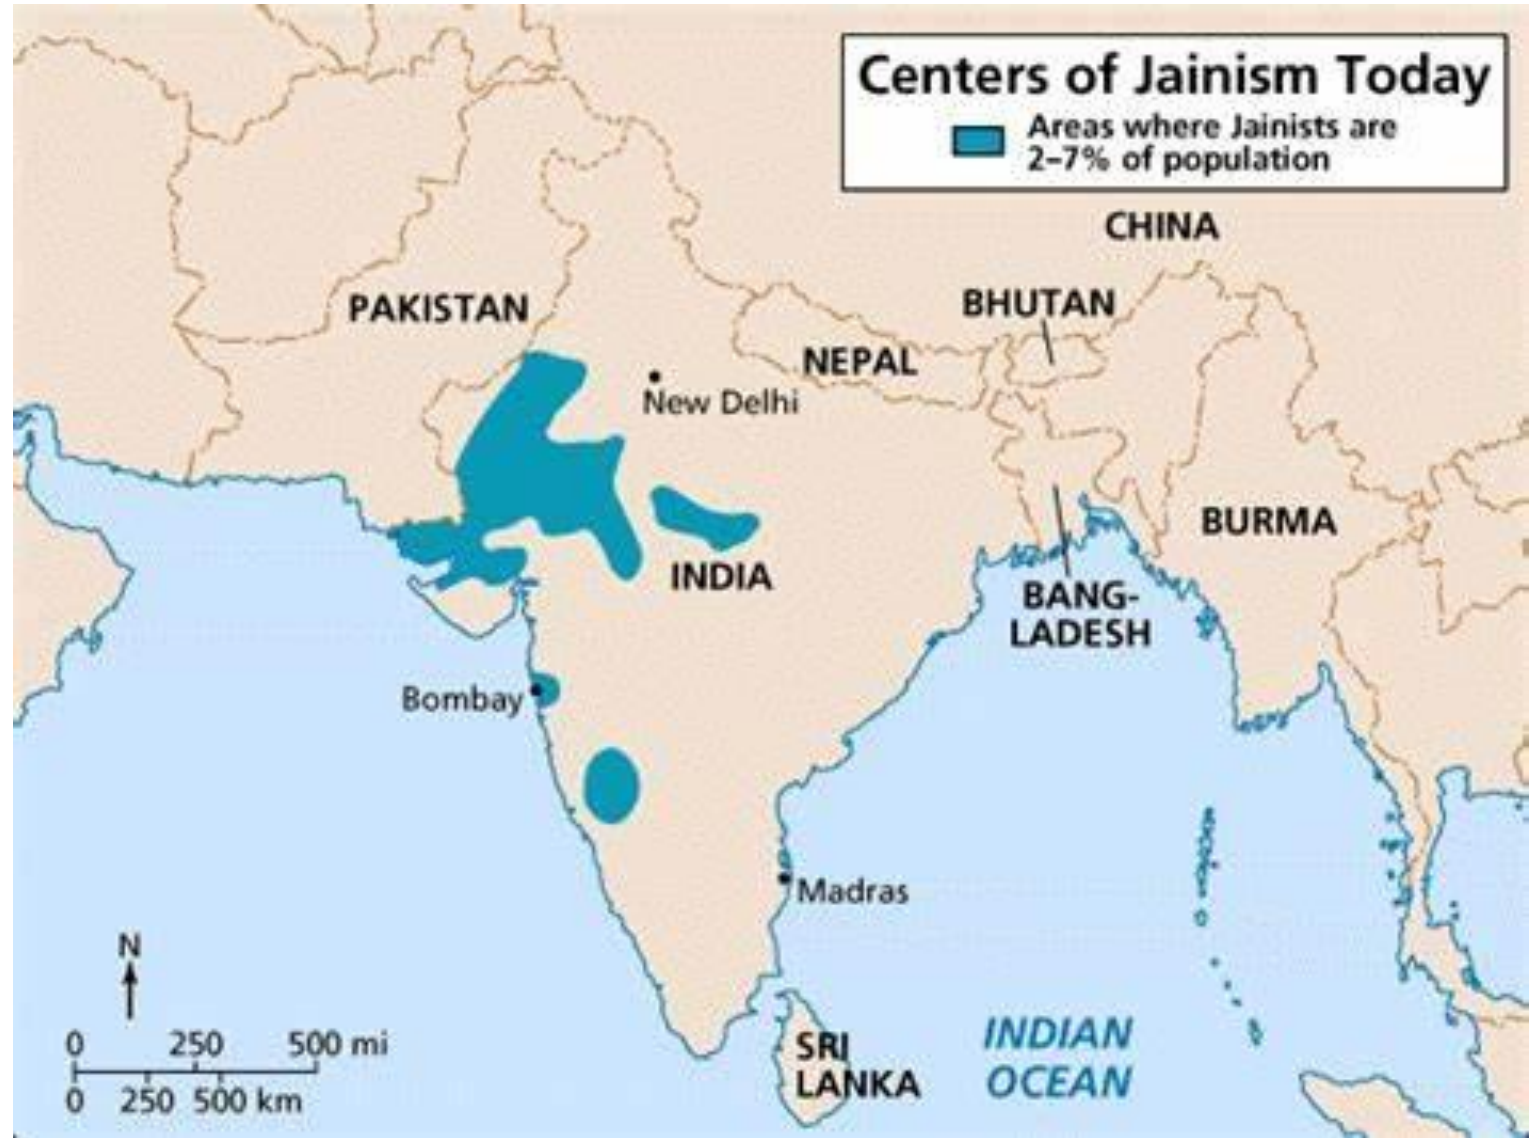 Centers of Jainism Today
Areas where Jainists are
2–7% of population
CHINA
BHUTAN
PAKISTAN
NEPAL
New Delhi
BURMA
INDIA
BANG-
LADESH
Bombay
Madras
N
INDIAN
OCEAN
SRI
LANKA
0 250 500 mi
0 250 500 km